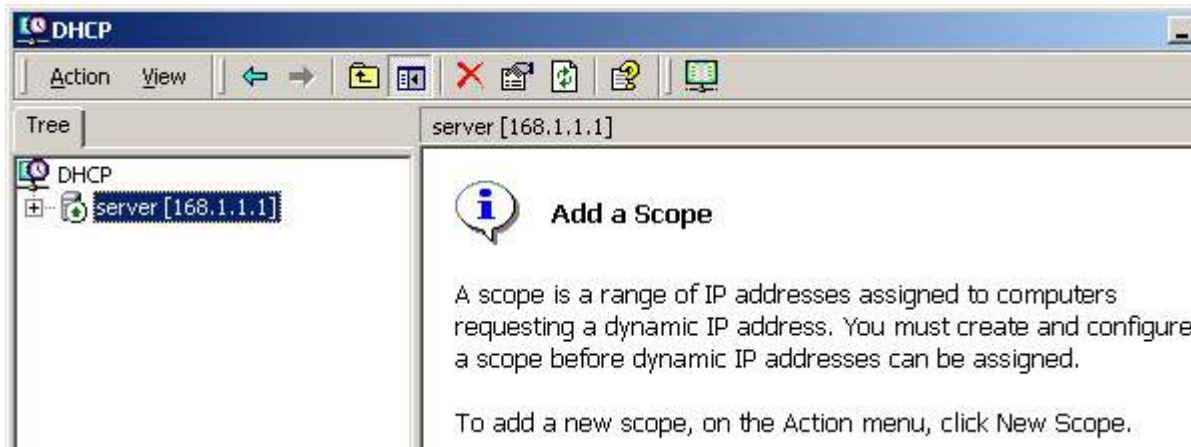 DHCP
Action View
Tree
server [168.1.1.1]
DHCP
server [168.1.1.1]
Add a Scope
A scope is a range of IP addresses assigned to computers
requesting a dynamic IP address. You must create and configure
a scope before dynamic IP addresses can be assigned.
To add a new scope, on the Action menu, click New Scope.